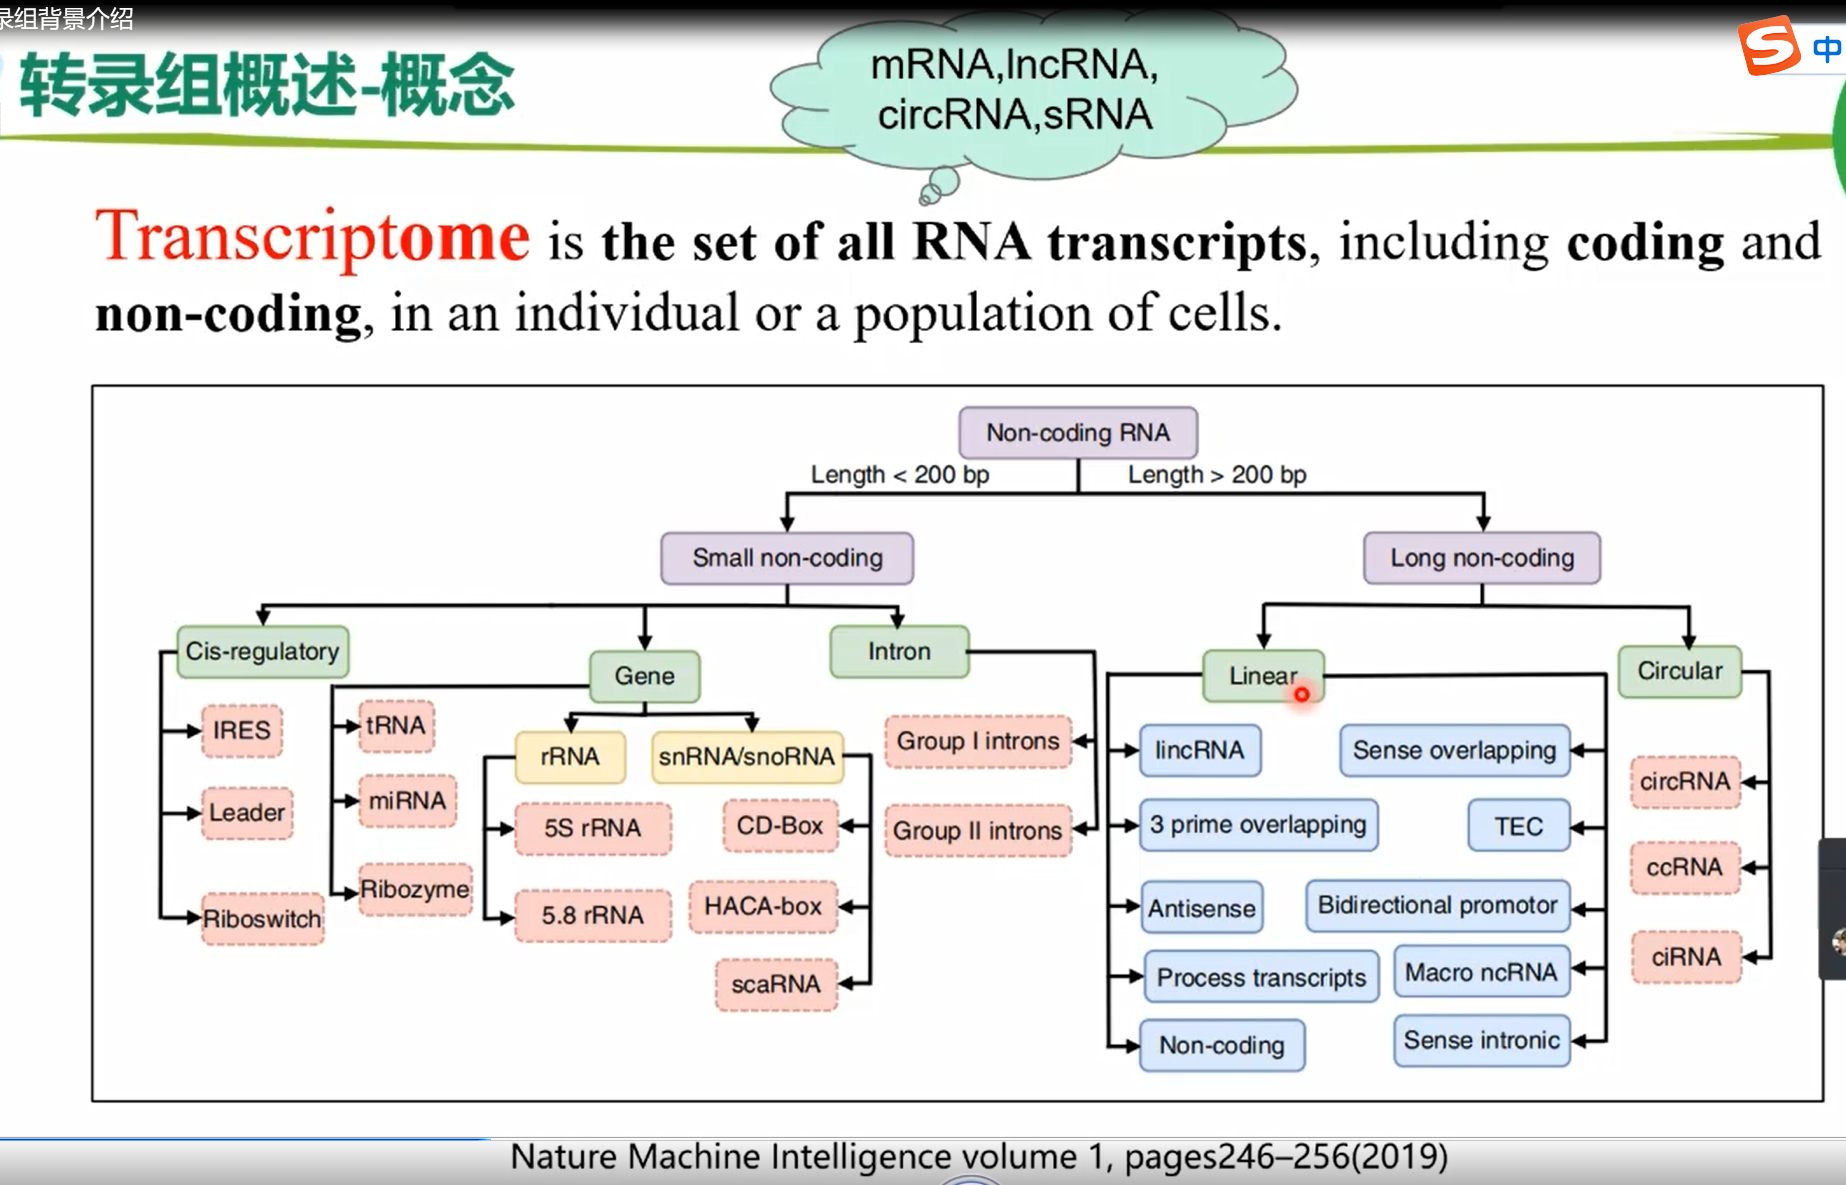 录组背景介绍
转录组概述-概念
mRNA,lncRNA,
circRNA,sRNA
中
Transcriptome is the set of all RNA transcripts, including coding and
non-coding, in an individual or a population of cells.
Non-coding RNA
Length < 200 bp
Length > 200 bp
Small non-coding
Long non-coding
Cis-regulatory
Gene
Intron
Linear
Circular
IRES
Leader
Riboswitch
tRNA
miRNA
Ribozyme
rRNA
snRNA/snoRNA
5S rRNA
5.8 rRNA
CD-Box
HACA-box
scaRNA
Group I introns
Group II introns
lincRNA
3 prime overlapping
Antisense
Process transcripts
Non-coding
Sense overlapping
TEC
Bidirectional promotor
Macro ncRNA
Sense intronic
circRNA
ccRNA
ciRNA
Nature Machine Intelligence volume 1, pages246–256(2019)